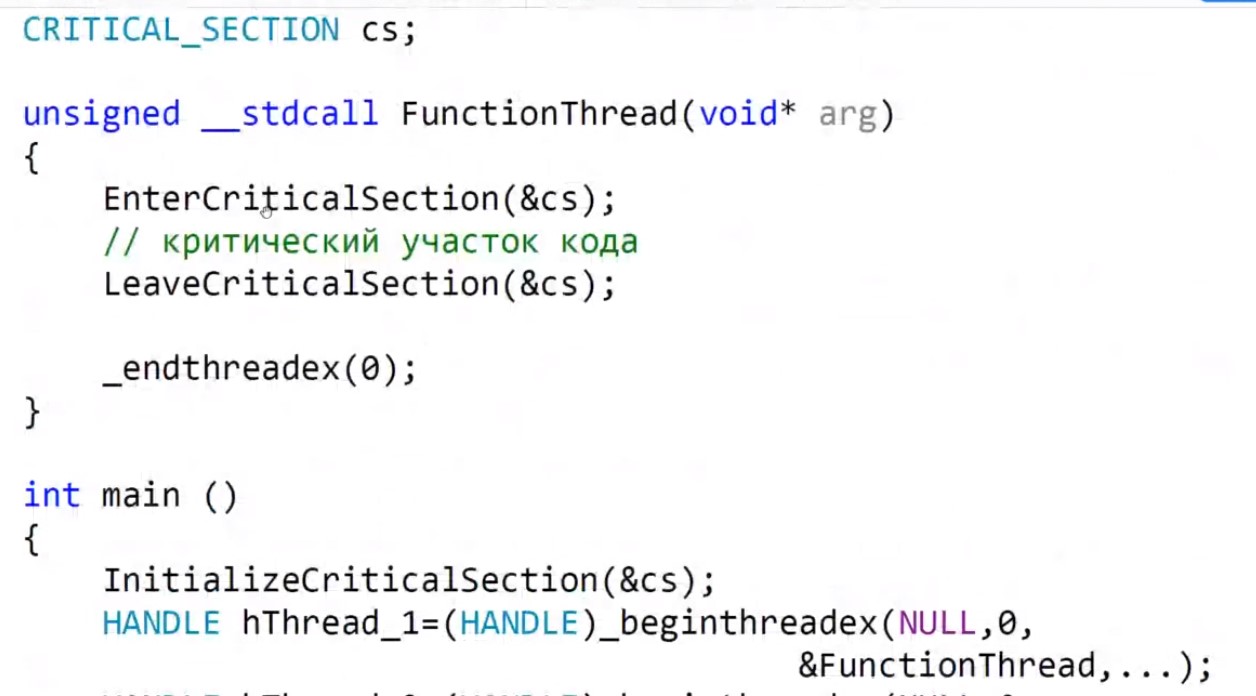 CRITICAL_SECTION cs;
unsigned __stdcall FunctionThread(void* arg)
{
EnterCriticalSection(&cs);
// критический участок кода
LeaveCriticalSection(&cs);
_endthreadex(0);
}
int main ()
{
InitializeCriticalSection(&cs);
HANDLE hThread_1=(HANDLE)_beginthreadex(NULL,0,
&FunctionThread,...);